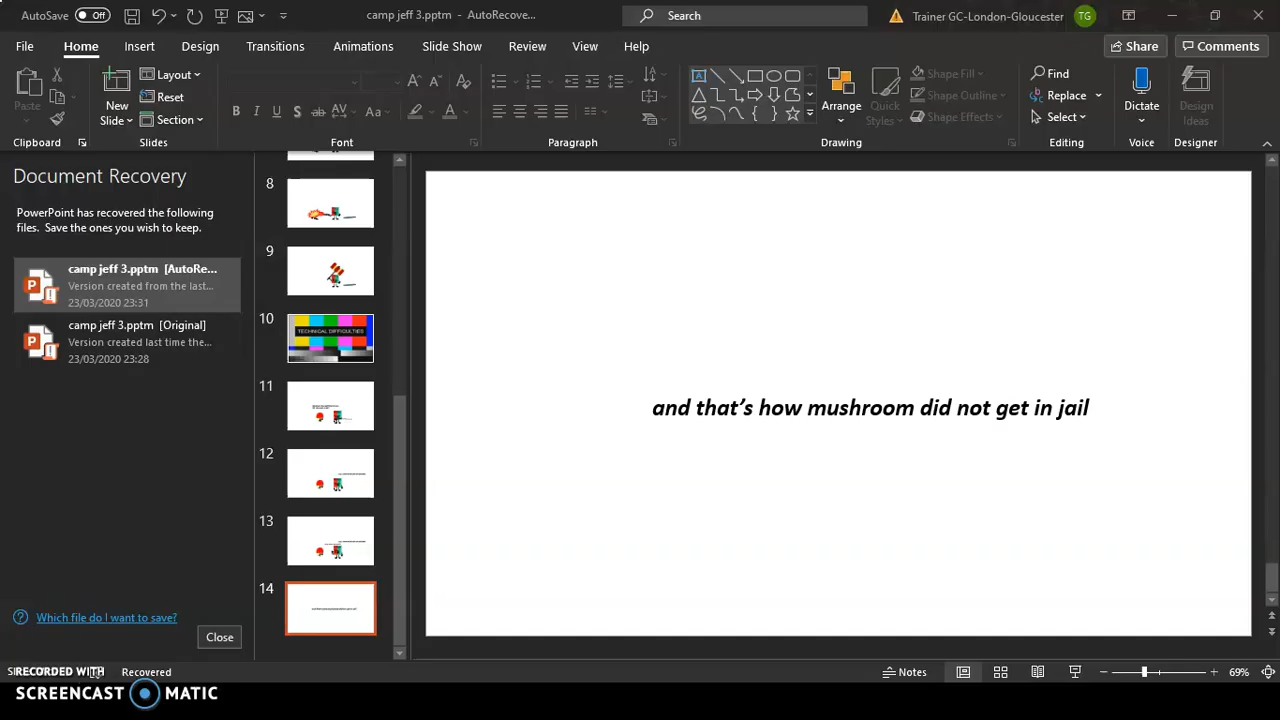 AutoSave Off camp jeff 3.pptm - AutoRecove... Search Trainer GC-London-Gloucester TG
File Home Insert Design Transitions Animations Slide Show Review View Help Share Comments
Paste
Clipboard
New
Slide
Layout
Reset
Section
Slides
B I U S ab AV Aa A
Font
Paragraph
Arrange
Quick
Styles
Shape Fill
Shape Outline
Shape Effects
Drawing
Find
Replace
Select
Editing
Dictate
Voice
Design
Ideas
Designer
Document Recovery
PowerPoint has recovered the following
files. Save the ones you wish to keep.
camp jeff 3.pptm [AutoRe...
Version created from the last...
23/03/2020 23:31
camp jeff 3.pptm [Original]
Version created last time the...
23/03/2020 23:28
Which file do I want to save?
Close
8
9
10
TECHNICAL DIFFICULTIES
11
12
13
14
and that’s how mushroom did not get in jail
Recovered
Notes
69%
RECORDED WITH
SCREENCAST MATIC